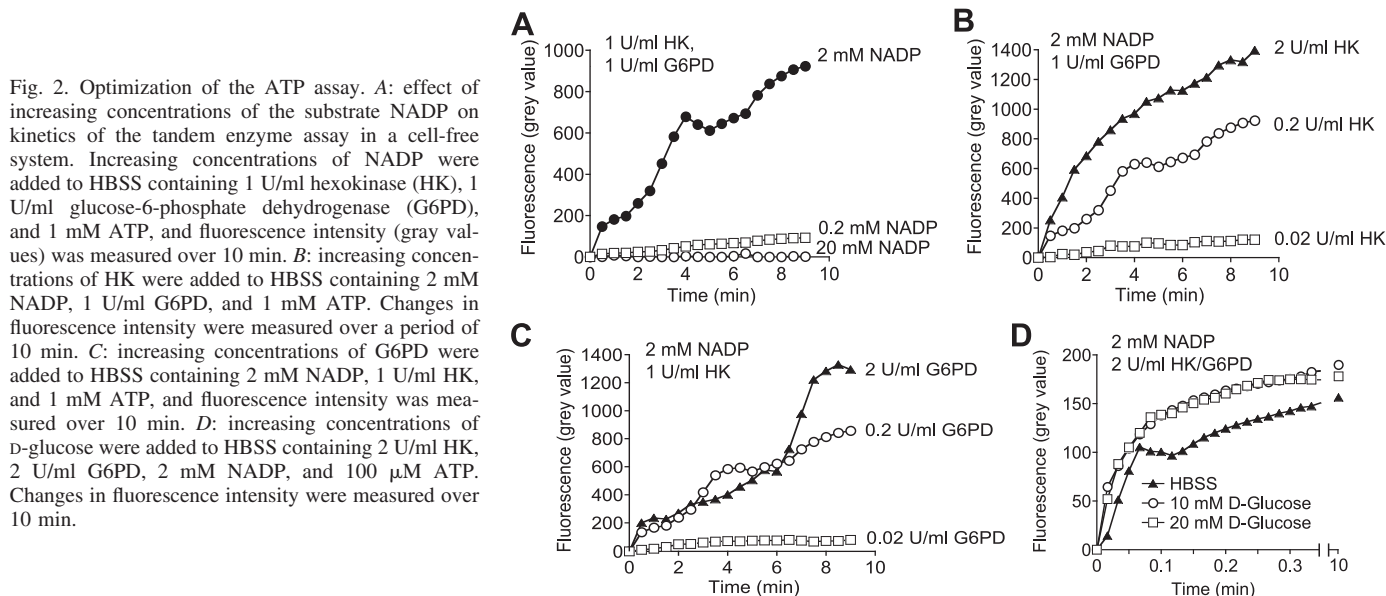 Fig. 2. Optimization of the ATP assay. A: effect of
increasing concentrations of the substrate NADP on
kinetics of the tandem enzyme assay in a cell-free
system. Increasing concentrations of NADP were
added to HBSS containing 1 U/ml hexokinase (HK), 1
U/ml glucose-6-phosphate dehydrogenase (G6PD),
and 1 mM ATP, and fluorescence intensity (gray val-
ues) was measured over 10 min. B: increasing concen-
trations of HK were added to HBSS containing 2 mM
NADP, 1 U/ml G6PD, and 1 mM ATP. Changes in
fluorescence intensity were measured over a period of
10 min. C: increasing concentrations of G6PD were
added to HBSS containing 2 mM NADP, 1 U/ml HK,
and 1 mM ATP, and fluorescence intensity was mea-
sured over 10 min. D: increasing concentrations of
D-glucose were added to HBSS containing 2 U/ml HK,
2 U/ml G6PD, 2 mM NADP, and 100 μM ATP.
Changes in fluorescence intensity were measured over
10 min.
A
1 U/ml HK,
1 U/ml G6PD
Fluorescence (grey value)
1000
800
600
400
200
0
2 mM NADP
0.2 mM NADP
20 mM NADP
0 2 4 6 8 10
Time (min)
B
2 mM NADP
1 U/ml G6PD
Fluorescence (grey value)
1400
1200
1000
800
600
400
200
0
2 U/ml HK
0.2 U/ml HK
0.02 U/ml HK
0 2 4 6 8 10
Time (min)
C
2 mM NADP
1 U/ml HK
Fluorescence (grey value)
1400
1200
1000
800
600
400
200
0
2 U/ml G6PD
0.2 U/ml G6PD
0.02 U/ml G6PD
0 2 4 6 8 10
Time (min)
D
2 mM NADP
2 U/ml HK/G6PD
Fluorescence (grey value)
200
150
100
50
0
HBSS
10 mM D-Glucose
20 mM D-Glucose
0 0.1 0.2 0.3 10
Time (min)